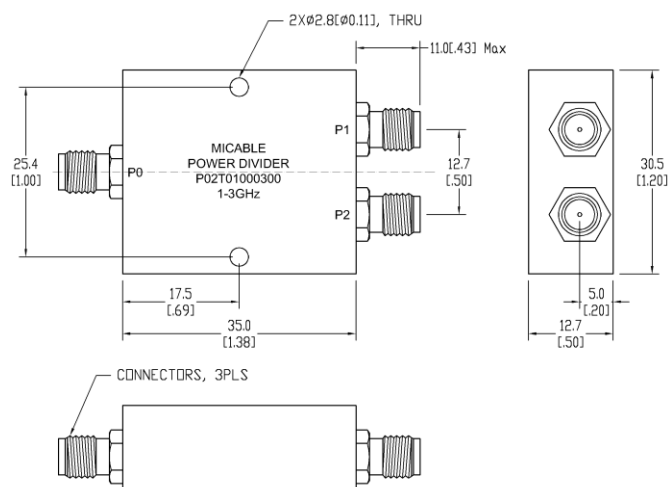 2XØ2.8[Ø0.11], THRU
11.0[.43] Max
25.4
[1.00]
P0
MICABLE
POWER DIVIDER
P02T01000300
1-3GHz
P1
P2
12.7
[.50]
30.5
[1.20]
17.5
[.69]
35.0
[1.38]
5.0
[.20]
12.7
[.50]
CONNECTORS, 3PLS